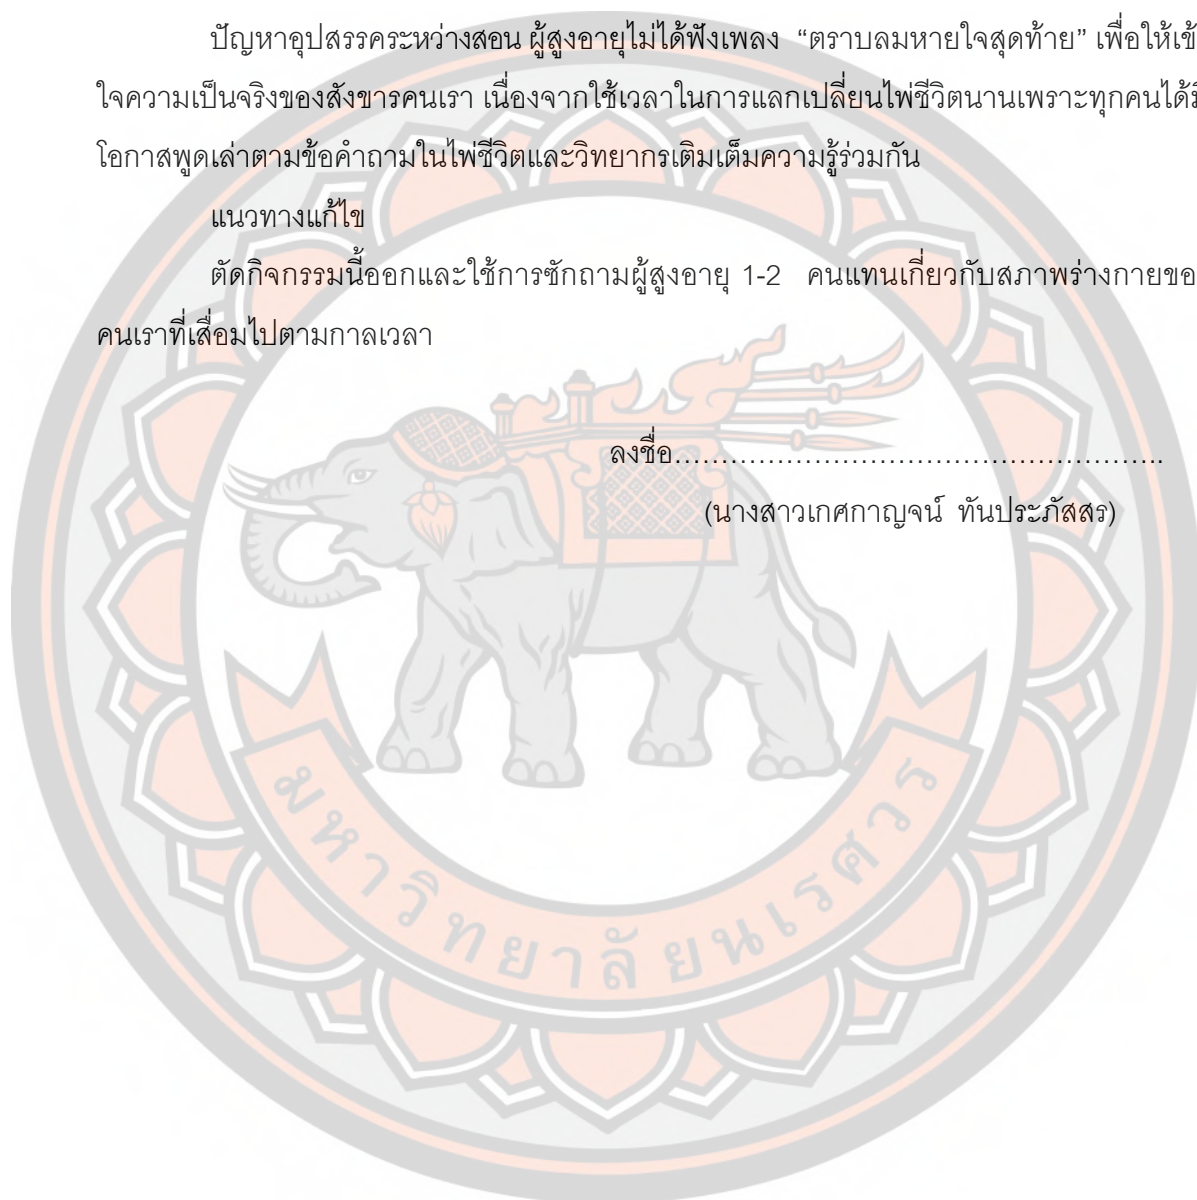 ปัญหาอุปสรรคระหว่างสอน ผู้สูงอายุไม่ได้ฟังเพลง “ตราบลมหายใจสุดท้าย” เพื่อให้เข้
ใจความเป็นจริงของสังขารคนเรา เนื่องจากใช้เวลาในการแลกเปลี่ยนไพ่ชีวิตนานเพราะทุกคนได้มี
โอกาสพูดเล่าตามข้อคำถามในไพ่ชีวิตและวิทยากรเติมเต็มความรู้ร่วมกัน
แนวทางแก้ไข
ตัดกิจกรรมนี้ออกและใช้การซักถามผู้สูงอายุ 1-2 คนแทนเกี่ยวกับสภาพร่างกายขอ
คนเราที่เสื่อมไปตามกาลเวลา
ลงชื่อ……………………………………………..
(นางสาวเกศกาญจน์ ทันประภัสสร)
มหาวิทยาลัยนเรศวร